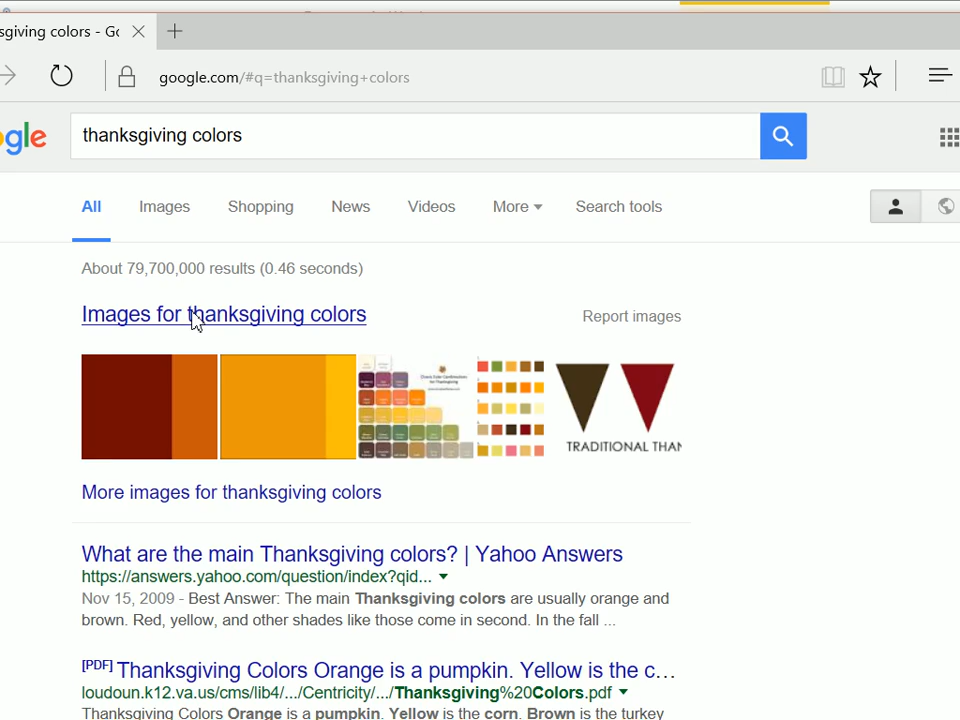 sgiving colors - Go
google.com/#q=thanksgiving+colors
ogle
thanksgiving colors
All Images Shopping News Videos More Search tools
About 79,700,000 results (0.46 seconds)
Images for thanksgiving colors
Report images
TRADITIONAL THAN
More images for thanksgiving colors
What are the main Thanksgiving colors? | Yahoo Answers
https://answers.yahoo.com/question/index?qid...
Nov 15, 2009 - Best Answer: The main Thanksgiving colors are usually orange and
brown. Red, yellow, and other shades like those come in second. In the fall ...
[PDF] Thanksgiving Colors Orange is a pumpkin. Yellow is the c...
loudoun.k12.va.us/cms/lib4/.../Centricity/.../Thanksgiving%20Colors.pdf
Thanksgiving Colors Orange is a pumpkin. Yellow is the corn. Brown is the turkey